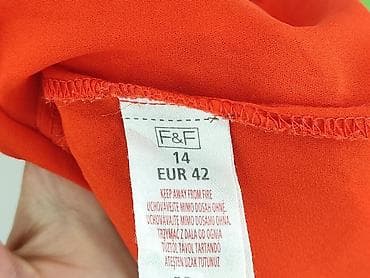 F&F
14
EUR 42
KEEP AWAY FROM FIRE
UCHOVÁVEJTE MIMO DOSAH OHNĚ.
UCHOVÁVAJTE MIMO DOSAHU OHŇA.
TRZYMAĆ Z DALA OD OGNIA
TŰZTŐL TÁVOL TARTANDÓ
ATEŞTEN UZAK TUTUNUZ